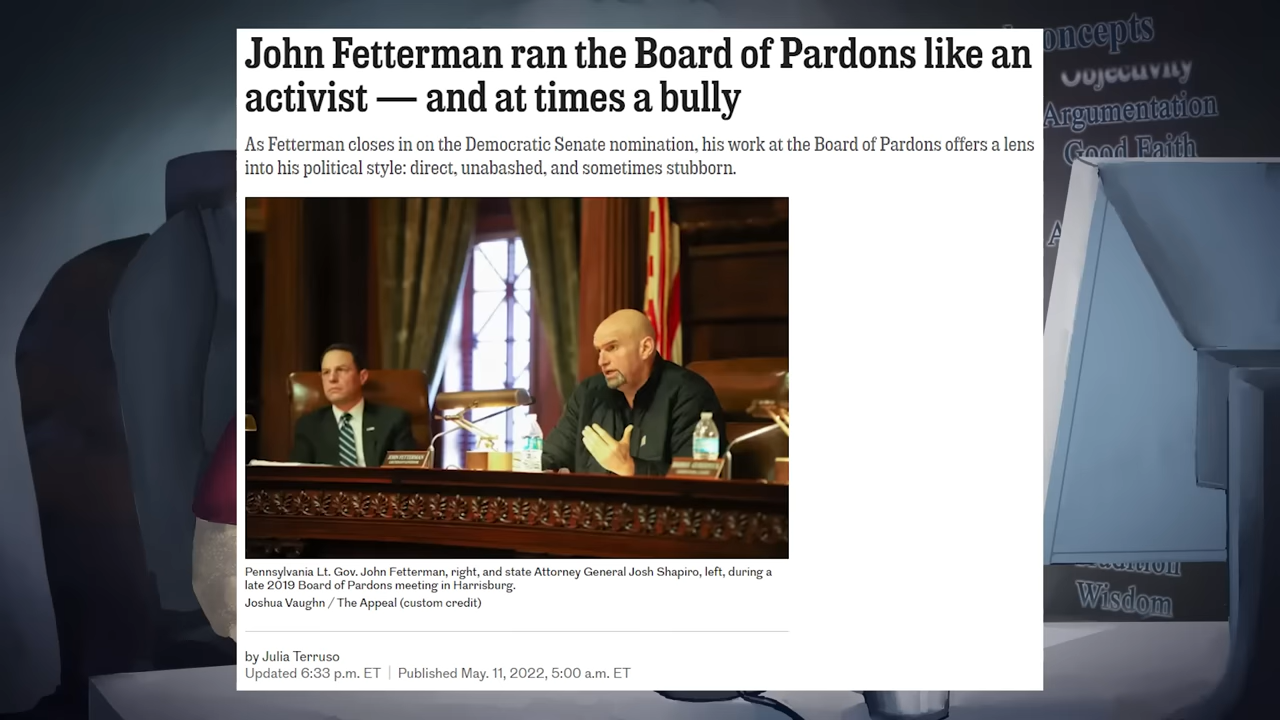 John Fetterman ran the Board of Pardons like an
activist — and at times a bully
As Fetterman closes in on the Democratic Senate nomination, his work at the Board of Pardons offers a lens
into his political style: direct, unabashed, and sometimes stubborn.
JOHN FETTERMAN
Pennsylvania Lt. Gov. John Fetterman, right, and state Attorney General Josh Shapiro, left, during a
late 2019 Board of Pardons meeting in Harrisburg.
Joshua Vaughn / The Appeal (custom credit)
by Julia Terruso
Updated 6:33 p.m. ET | Published May. 11, 2022, 5:00 a.m. ET
Objectivity
Argumentation
Good Faith
Wisdom